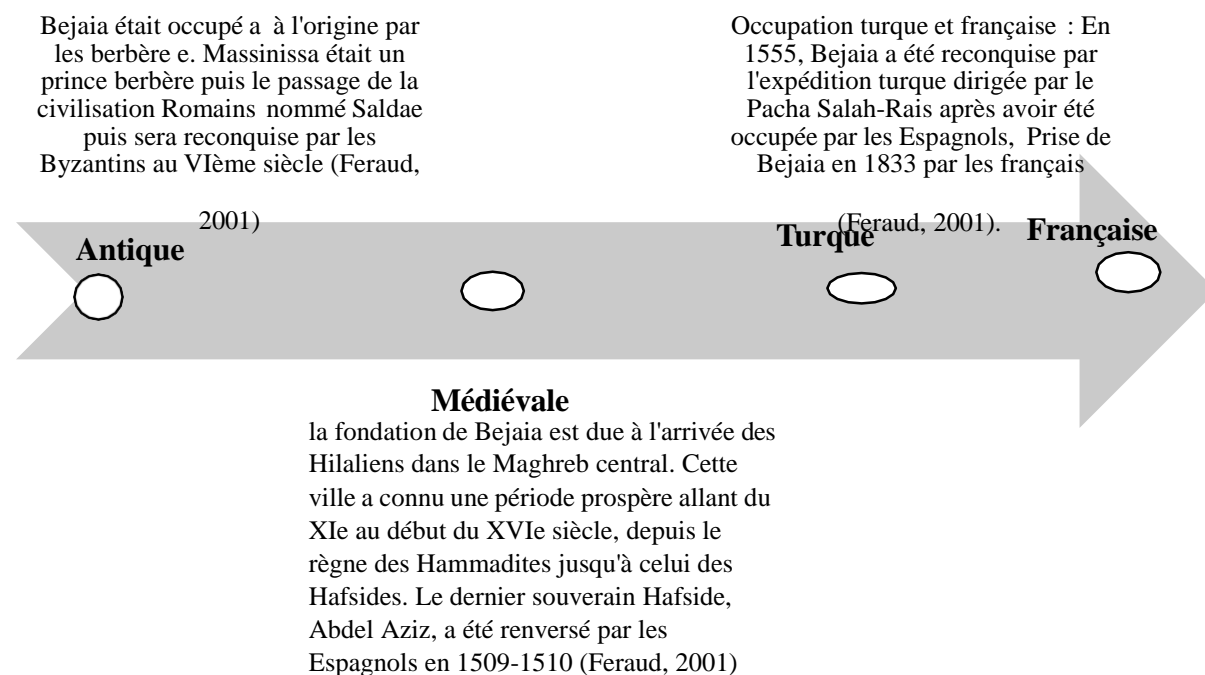 Bejaia était occupé a à l'origine par
les berbère e. Massinissa était un
prince berbère puis le passage de la
civilisation Romains nommé Saldae
puis sera reconquise par les
Byzantins au VIème siècle (Feraud,
2001)
Occupation turque et française : En
1555, Bejaia a été reconquise par
l'expédition turque dirigée par le
Pacha Salah-Rais après avoir été
occupée par les Espagnols, Prise de
Bejaia en 1833 par les français
(Feraud, 2001).
Antique
Turque
Française
Médiévale
la fondation de Bejaia est due à l'arrivée des
Hilaliens dans le Maghreb central. Cette
ville a connu une période prospère allant du
XIe au début du XVIe siècle, depuis le
règne des Hammadites jusqu'à celui des
Hafsides. Le dernier souverain Hafside,
Abdel Aziz, a été renversé par les
Espagnols en 1509-1510 (Feraud, 2001)